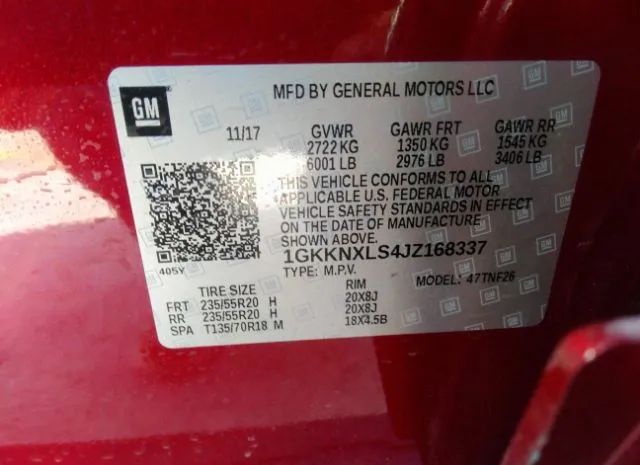 MFD BY GENERAL MOTORS LLC
GM
11/17 GVWR GAWR FRT GAWR RR
2722 KG 1350 KG 1545 KG
6001 LB 2976 LB 3406 LB
THIS VEHICLE CONFORMS TO ALL
APPLICABLE U.S. FEDERAL MOTOR
VEHICLE SAFETY STANDARDS IN EFFECT
ON THE DATE OF MANUFACTURE
SHOWN ABOVE.
1GKKNXLS4JZ168337
405Y
TYPE: M.P.V. MODEL: 47TNF26
TIRE SIZE RIM
FRT 235/55R20 H 20X8J
RR 235/55R20 H 20X8J
SPA T135/70R18 M 18X4.5B